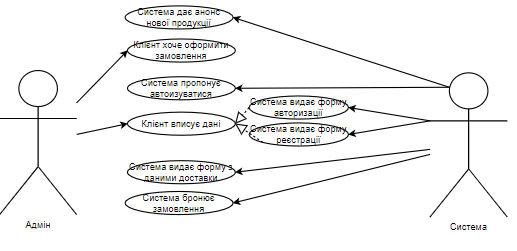 Система дає анонс
нової продукції
Клієнт хоче оформити
замовлення
Система пропонує
автоизуватися
Система видає форму
авторизації
Клієнт вписує дані
Система видає форму
реєстрації
Система видає форму з
даними доставки
Система бронює
замовлення
Адмін
Система